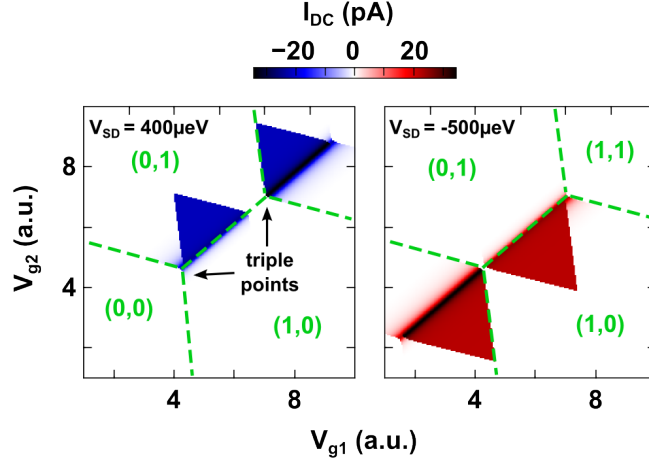 I_DC (pA)
−20 0 20
V_SD = 400μeV
(0,1)
8
4
V_g2 (a.u.)
triple
points
(0,0)
(1,0)
4 8
V_SD = -500μeV
(0,1)
(1,1)
(1,0)
4 8
V_g1 (a.u.)